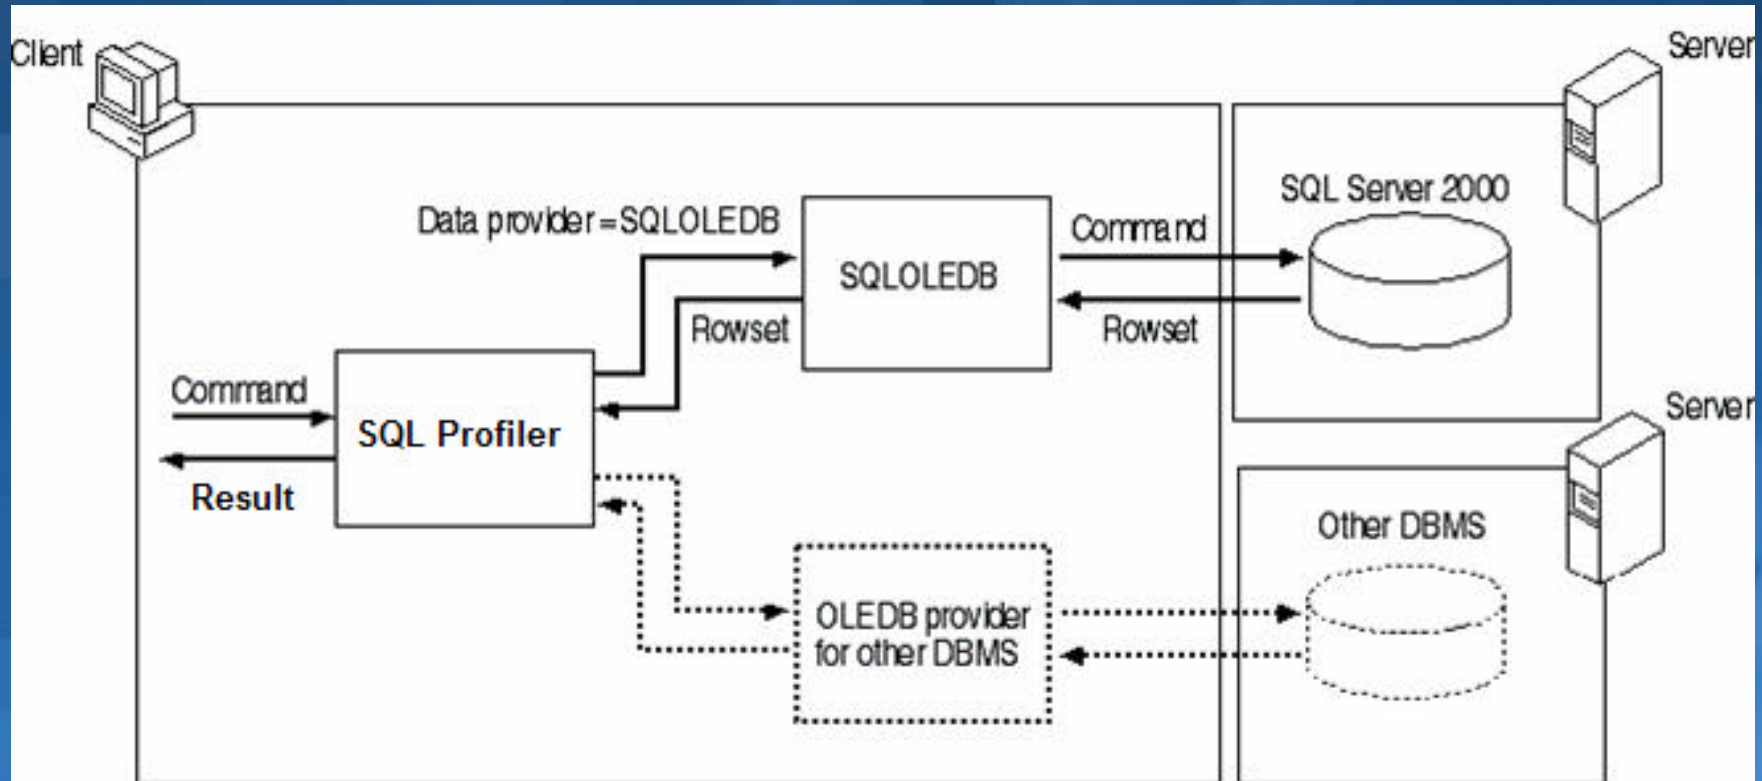 Client
Server
SQL Server 2000
Data provider=SQLOLEDB
Command
SQLOLEDB
Rowset
Rowset
Command
SQL Profiler
Result
Server
Other DBMS
OLEDB provider
for other DBMS